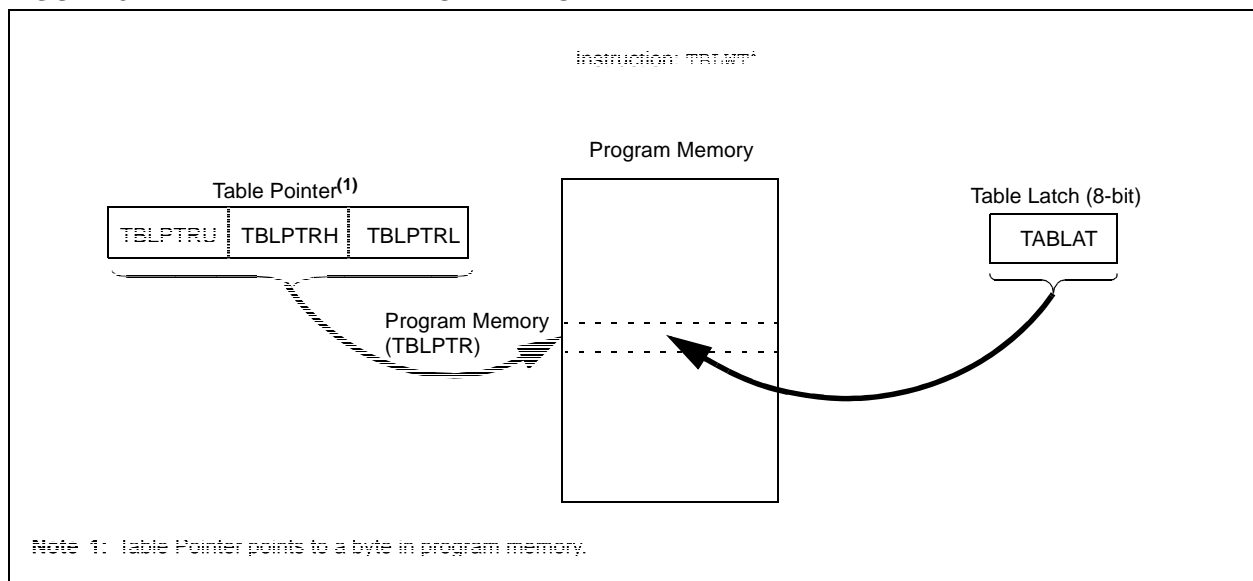 Instruction: TBLWT*
Program Memory
Table Pointer(1)
Table Latch (8-bit)
TBLPTRU TBLPTRH TBLPTRL
TABLAT
Program Memory
(TBLPTR)
Note 1: Table Pointer points to a byte in program memory.